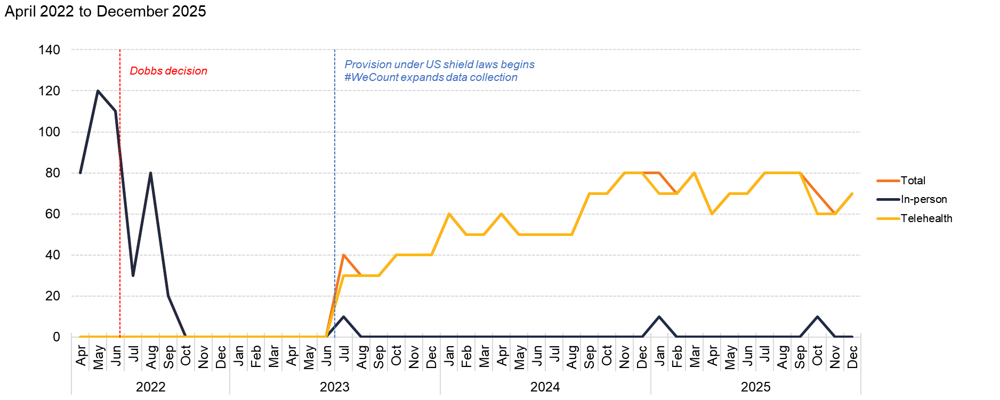 April 2022 to December 2025
140
120
100
80
60
40
20
0
Dobbs decision
Provision under US shield laws begins
#WeCount expands data collection
Total
In-person
Telehealth
Apr May Jun Jul Aug Sep Oct Nov Dec Jan Feb Mar Apr May Jun Jul Aug Sep Oct Nov Dec Jan Feb Mar Apr May Jun Jul Aug Sep Oct Nov Dec Jan Feb Mar Apr May Jun Jul Aug Sep Oct Nov Dec
2022 2023 2024 2025